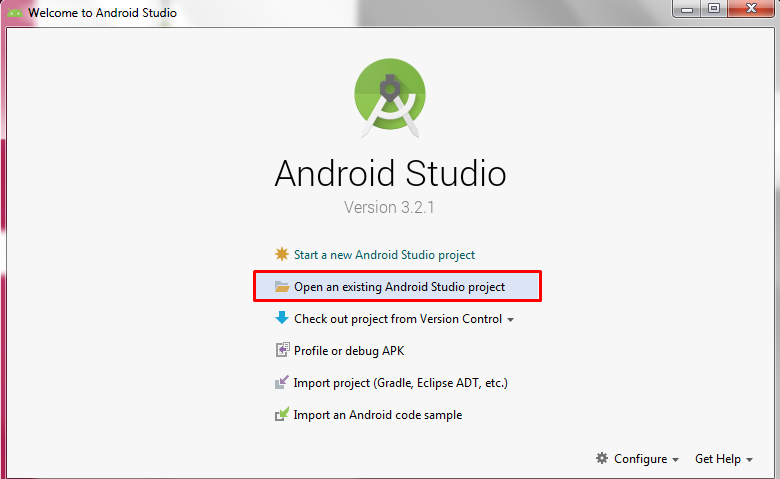 Welcome to Android Studio
Android Studio
Version 3.2.1
Start a new Android Studio project
Open an existing Android Studio project
Check out project from Version Control
Profile or debug APK
Import project (Gradle, Eclipse ADT, etc.)
Import an Android code sample
Configure Get Help